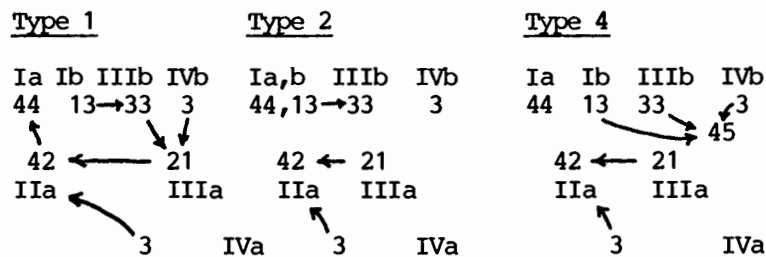 Type 1 Type 2 Type 4
Ia Ib IIIb IVb Ia,b IIIb IVb Ia Ib IIIb IVb
44 13 33 3 44,13 33 3 44 13 33 3
45
42 21 42 21 42 21
IIa IIIa IIa IIIa IIa IIIa
3 IVa 3 IVa 3 IVa